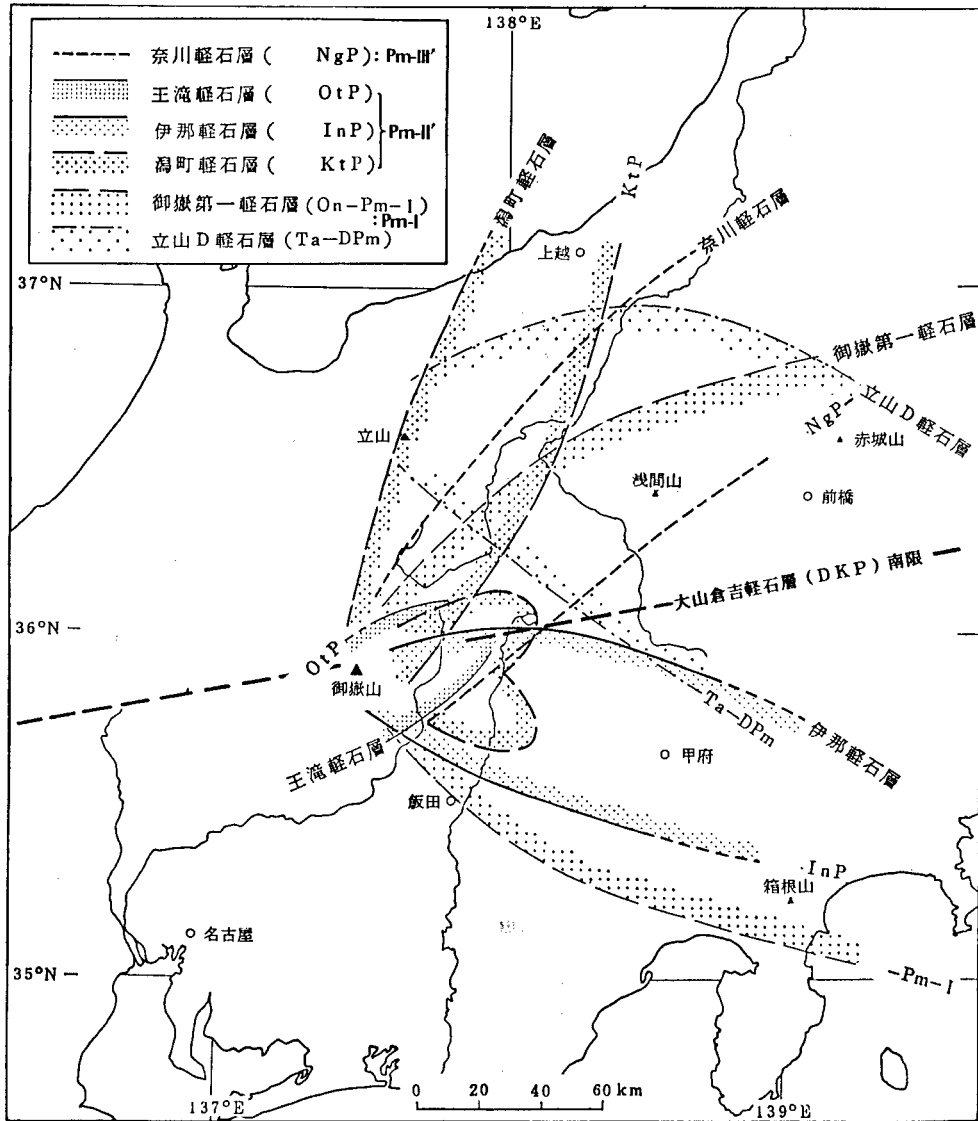 138°E
奈川軽石層 ( NgP) : Pm-III'
王滝軽石層 ( OtP)
伊那軽石層 ( InP) Pm-II'
潟町軽石層 ( KtP)
御嶽第一軽石層 (On-Pm-I)
: Pm-I
立山D軽石層 (Ta-DPm)
潟町軽石層
KtP
奈川軽石層
上越
37°N
御嶽第一軽石層
立山D軽石層
NgP
立山
赤城山
浅間山
前橋
大山倉吉軽石層 (DKP) 南限
36°N
OtP
御嶽山
王滝軽石層
Ta-DPm
伊那軽石層
甲府
飯田
InP
箱根山
名古屋
35°N
-Pm-I
0 20 40 60 km
137°E
139°E